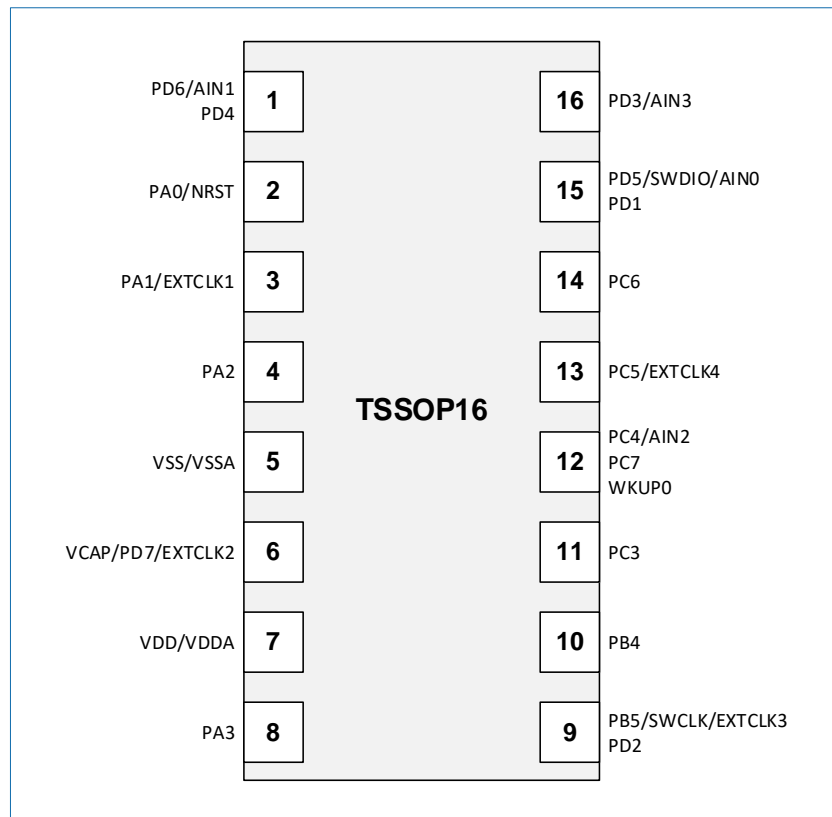 PD6/AIN1
PD4
1
16
PD3/AIN3
PA0/NRST
2
15
PD5/SWDIO/AIN0
PD1
PA1/EXTCLK1
3
14
PC6
PA2
4
13
PC5/EXTCLK4
TSSOP16
VSS/VSSA
5
12
PC4/AIN2
PC7
WKUP0
VCAP/PD7/EXTCLK2
6
11
PC3
VDD/VDDA
7
10
PB4
PA3
8
9
PB5/SWCLK/EXTCLK3
PD2